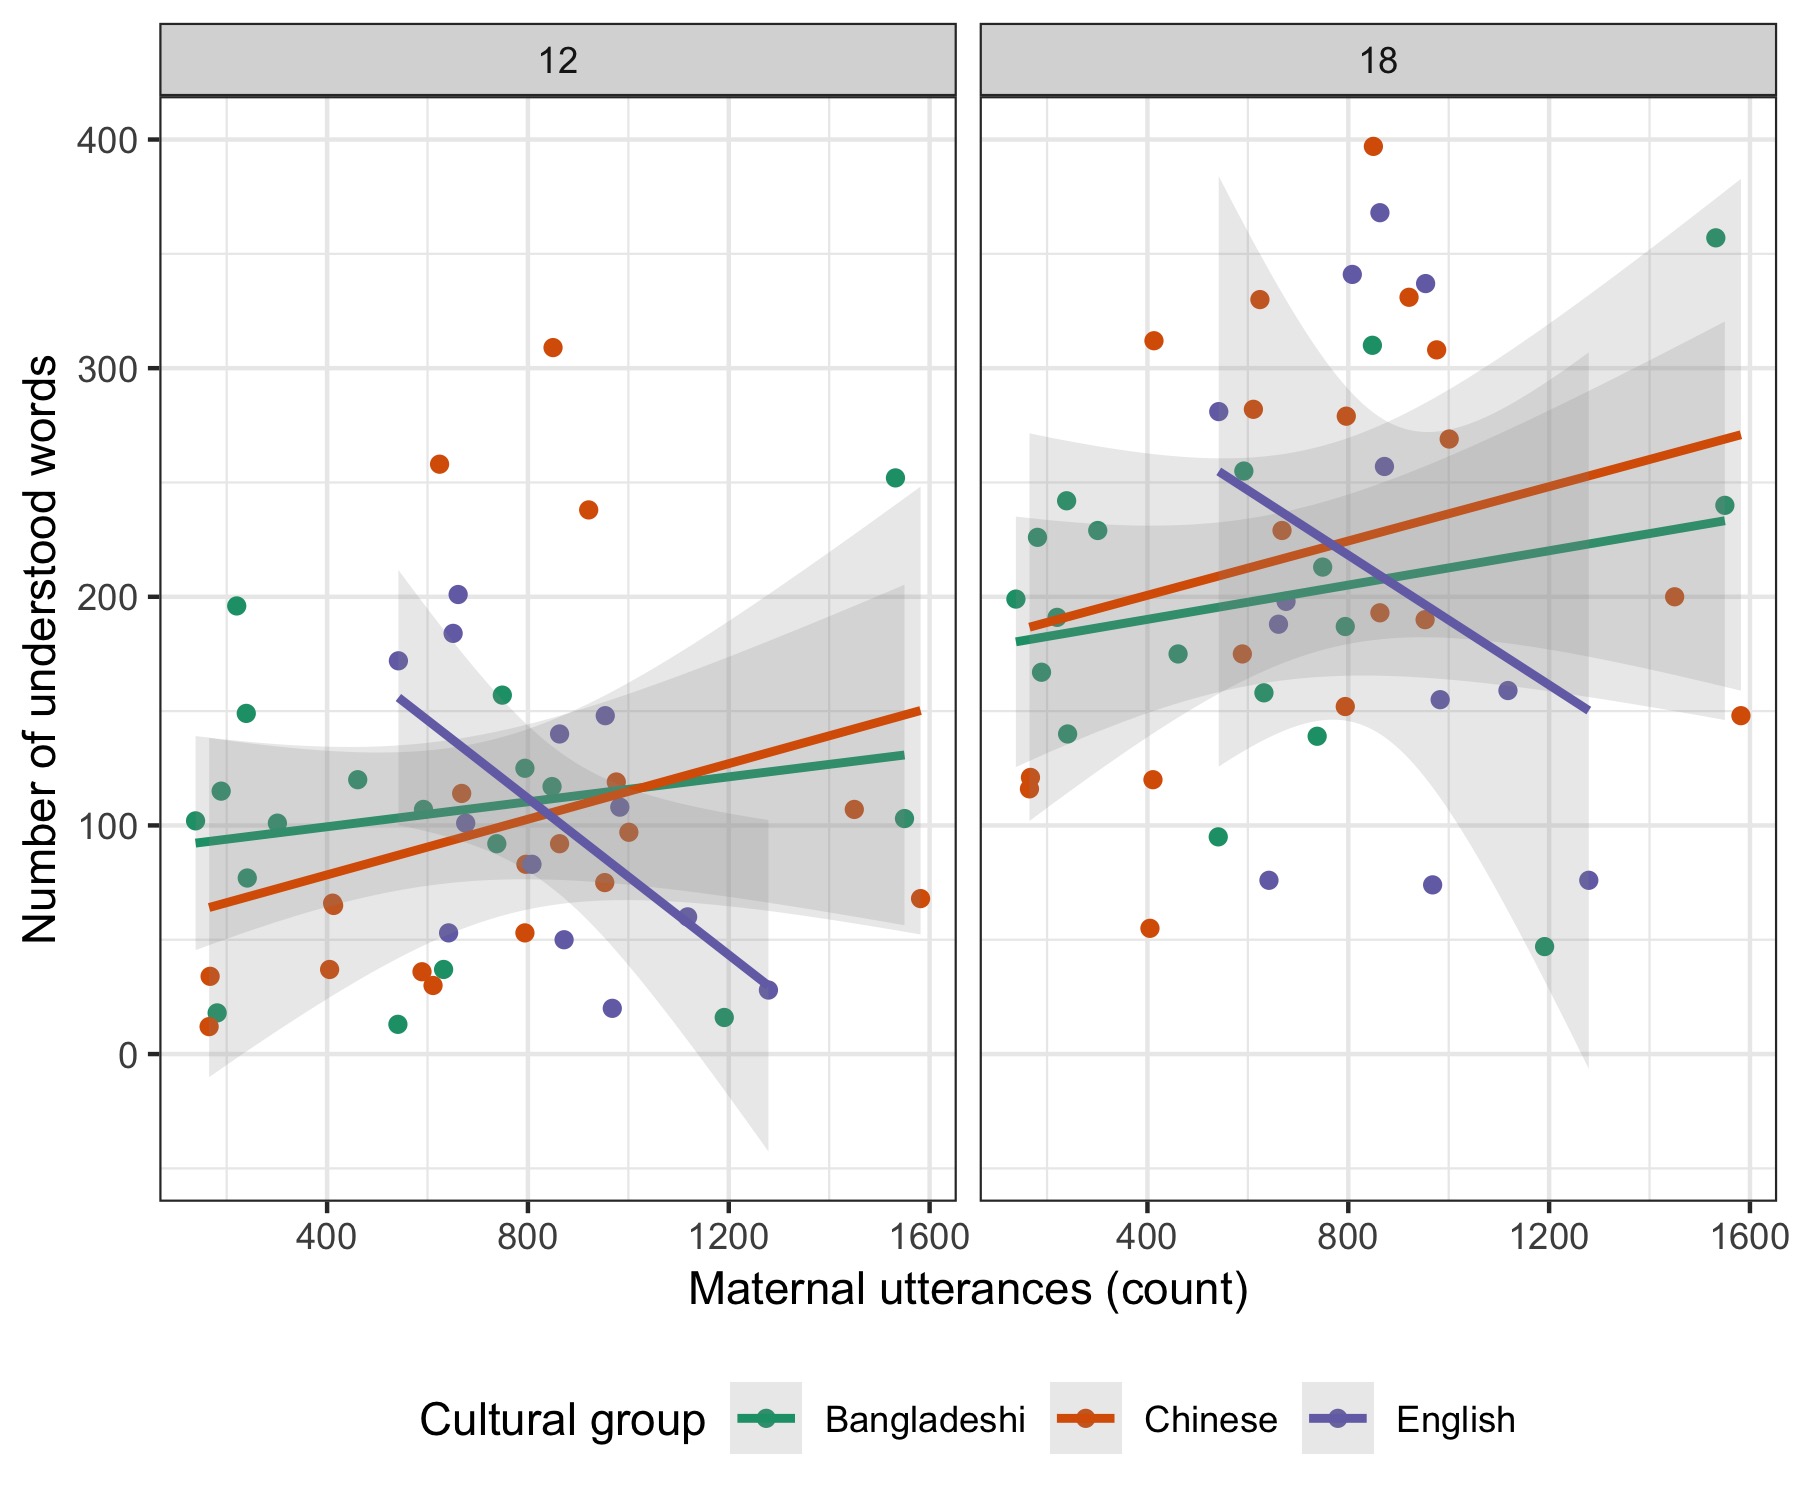 12
18
400
300
200
100
0
Number of understood words
400 800 1200 1600
400 800 1200 1600
Maternal utterances (count)
Cultural group Bangladeshi Chinese English